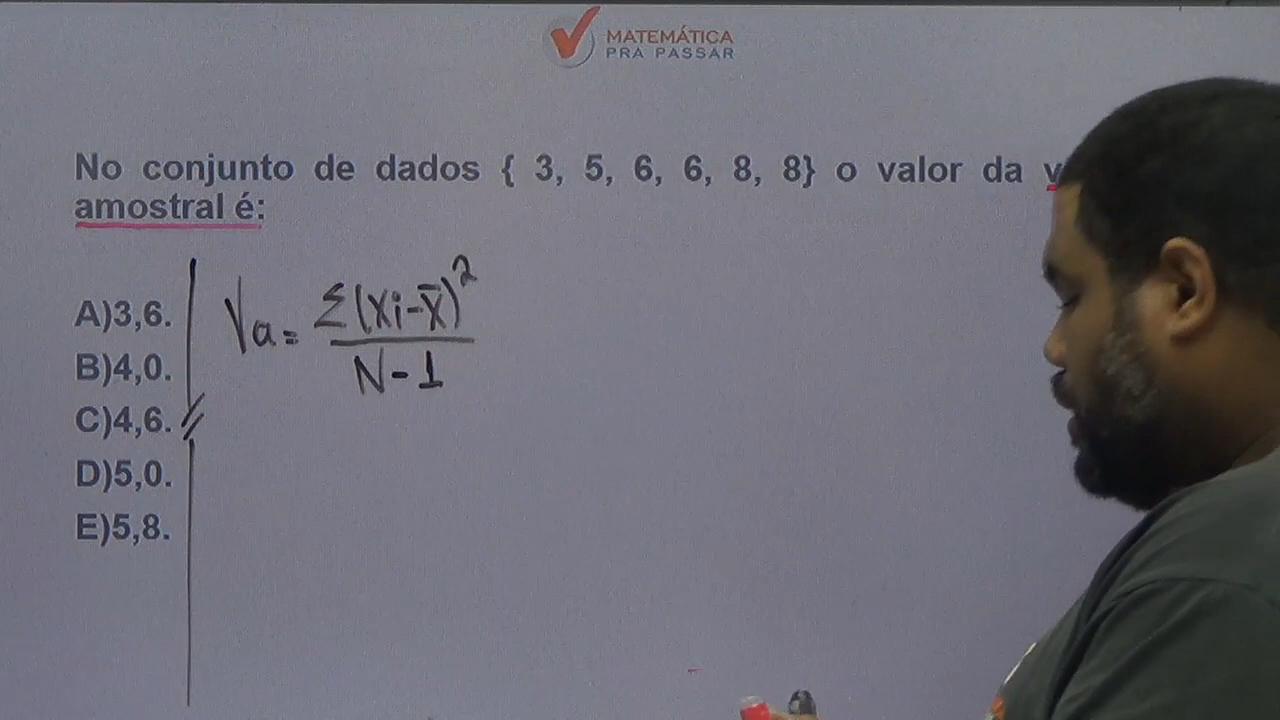 MATEMÁTICA
PRA PASSAR
No conjunto de dados { 3, 5, 6, 6, 8, 8} o valor da
amostral é:
A)3,6.
B)4,0.
C)4,6.
D)5,0.
E)5,8.
Va = Σ(Xi-X̄)²
N-1